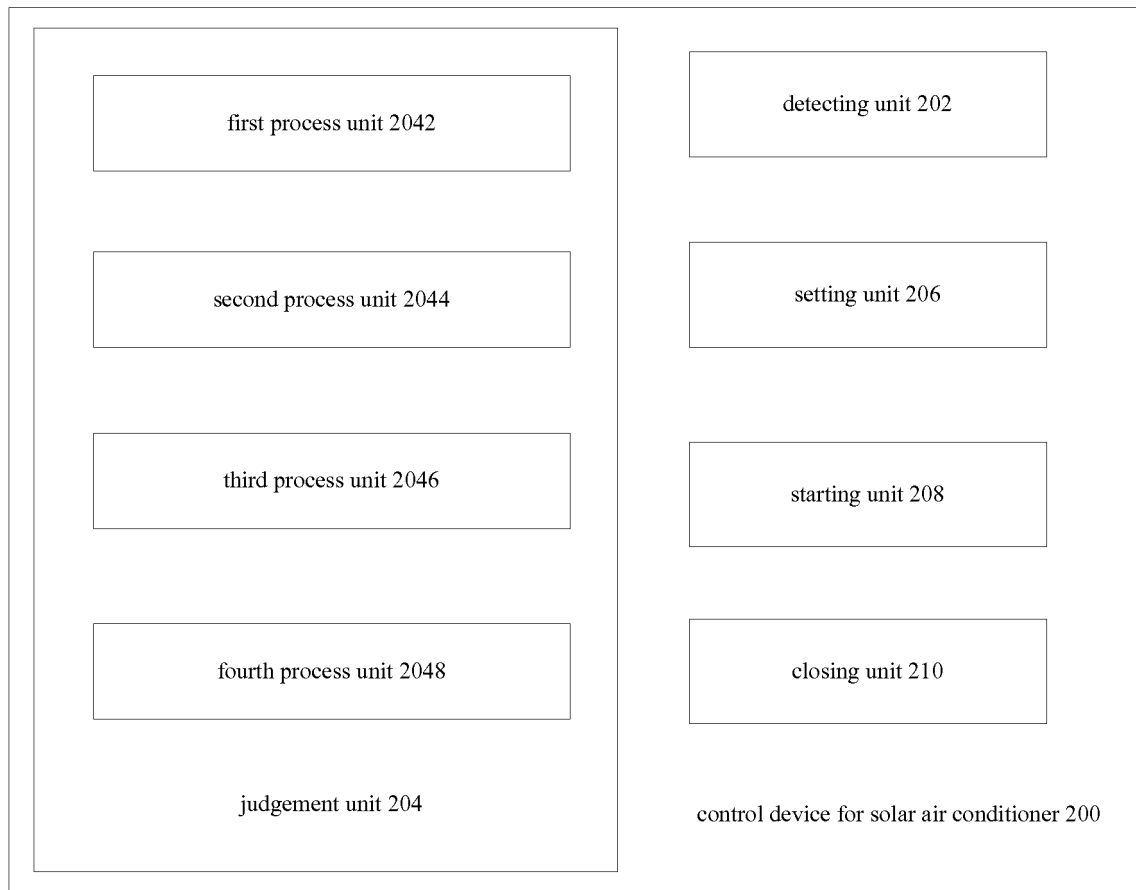 first process unit 2042
second process unit 2044
third process unit 2046
fourth process unit 2048
judgement unit 204
detecting unit 202
setting unit 206
starting unit 208
closing unit 210
control device for solar air conditioner 200